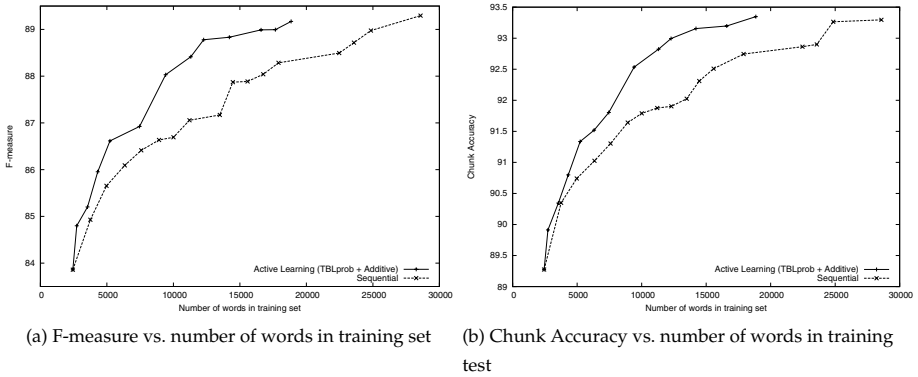 89
88
87
86
85
84
F-measure
Active Learning (TBLprob + Additive)
Sequential
0 5000 10000 15000 20000 25000 30000
Number of words in training set
(a) F-measure vs. number of words in training set
93.5
93
92.5
92
91.5
91
90.5
90
89.5
89
Chunk Accuracy
Active Learning (TBLprob + Additive)
Sequential
0 5000 10000 15000 20000 25000 30000
Number of words in training set
(b) Chunk Accuracy vs. number of words in training
test